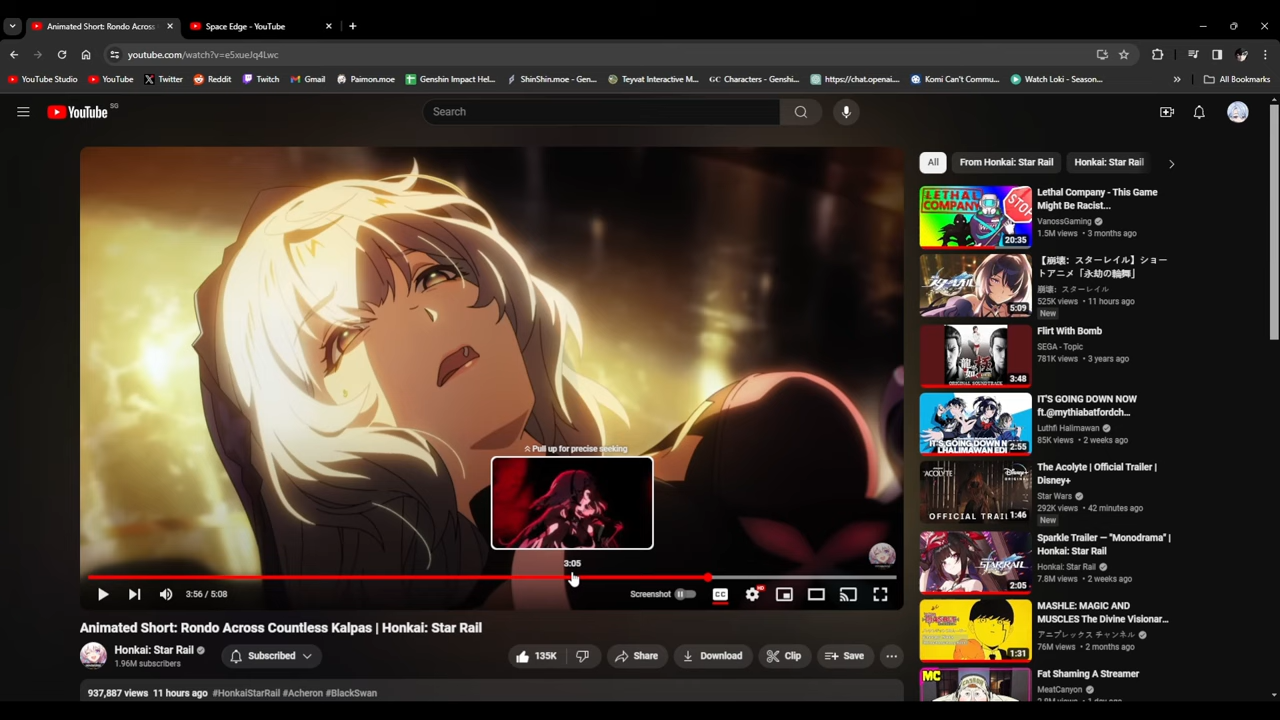 Animated Short: Rondo Across
Space Edge - YouTube
youtube.com/watch?v=e5xueJq4Lwc
YouTube Studio
YouTube
Twitter
Reddit
Twitch
Gmail
Paimon.moe
Genshin Impact Hel...
ShinShin.moe - Gen...
Teyvat Interactive M...
GC Characters - Genshi...
https://chat.openai....
Komi Can't Commu...
Watch Loki - Season...
All Bookmarks
YouTube SG
Search
All
From Honkai: Star Rail
Honkai: Star Rail
Pull up for precise seeking
3:05
3:56 / 5:08
Screenshot
CC
HD
Animated Short: Rondo Across Countless Kalpas | Honkai: Star Rail
Honkai: Star Rail
1.96M subscribers
Subscribed
135K
Share
Download
Clip
Save
937,887 views 11 hours ago #HonkaiStarRail #Acheron #BlackSwan
LETHAL COMPANY
STOP
20:35
Lethal Company - This Game
Might Be Racist...
VanossGaming
1.5M views • 3 months ago
5:09
【崩壊：スターレイル】ショー
トアニメ「永劫の輪舞」
崩壊：スターレイル
525K views • 11 hours ago
New
3:48
Flirt With Bomb
SEGA - Topic
781K views • 3 years ago
2:55
IT'S GOING DOWN NOW
ft.@mythiabatfordch...
Luthfi Halimawan
85K views • 2 weeks ago
ACOLYTE
OFFICIAL TRAIL
1:46
The Acolyte | Official Trailer |
Disney+
Star Wars
292K views • 42 minutes ago
New
2:05
Sparkle Trailer — "Monodrama" |
Honkai: Star Rail
Honkai: Star Rail
7.8M views • 2 weeks ago
1:31
MASHLE: MAGIC AND
MUSCLES The Divine Visionar...
アニプレックス チャンネル
76M views • 2 months ago
MC
Fat Shaming A Streamer
MeatCanyon